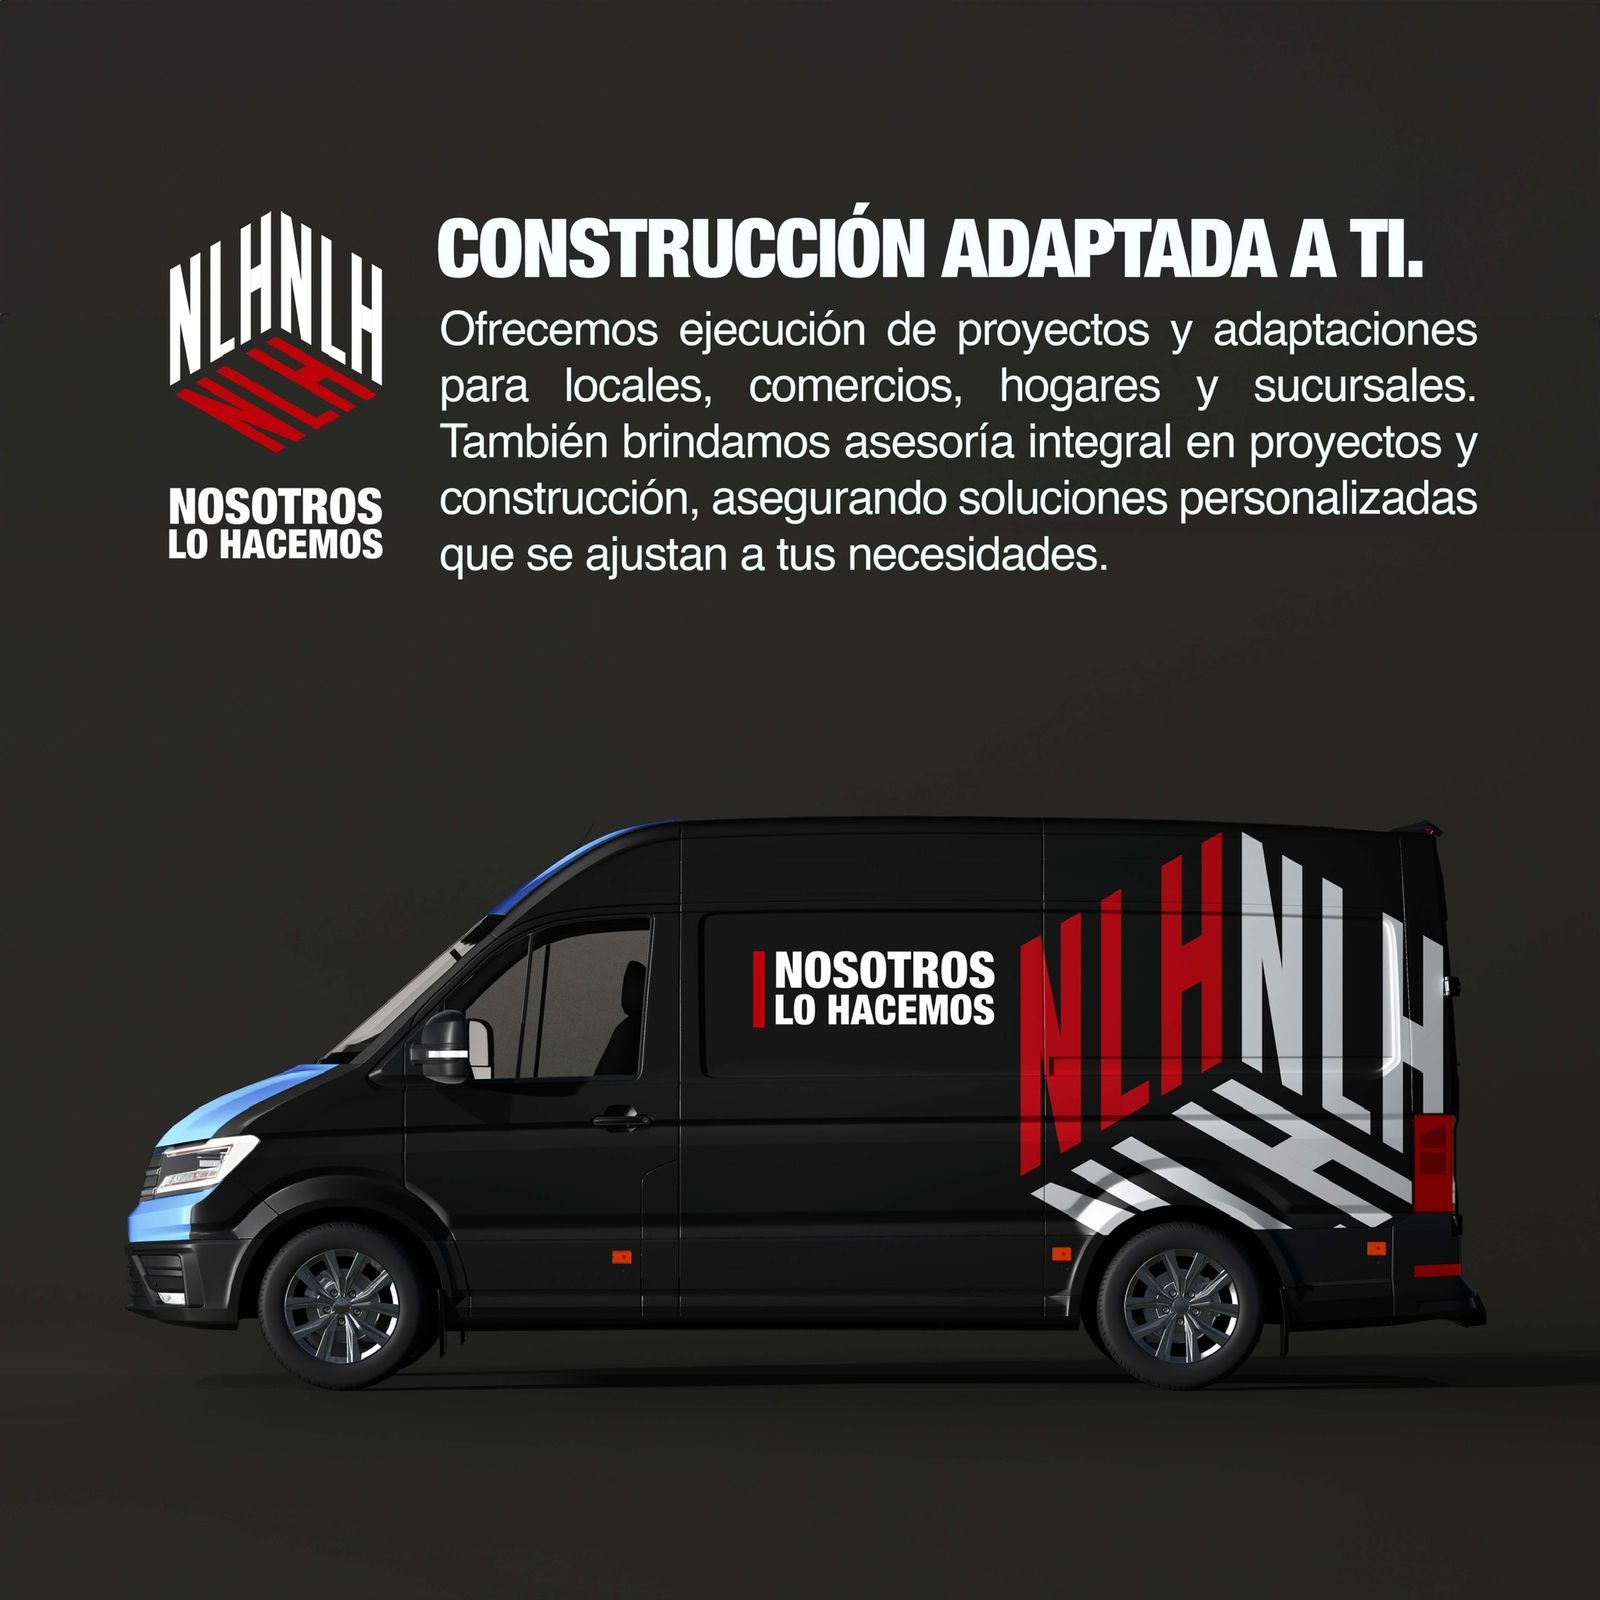 NLHNLH
NLH
NOSOTROS
LO HACEMOS
CONSTRUCCIÓN ADAPTADA A TI.
Ofrecemos ejecución de proyectos y adaptaciones
para locales, comercios, hogares y sucursales.
También brindamos asesoría integral en proyectos y
construcción, asegurando soluciones personalizadas
que se ajustan a tus necesidades.
NOSOTROS
LO HACEMOS
NLHNLH
NLH